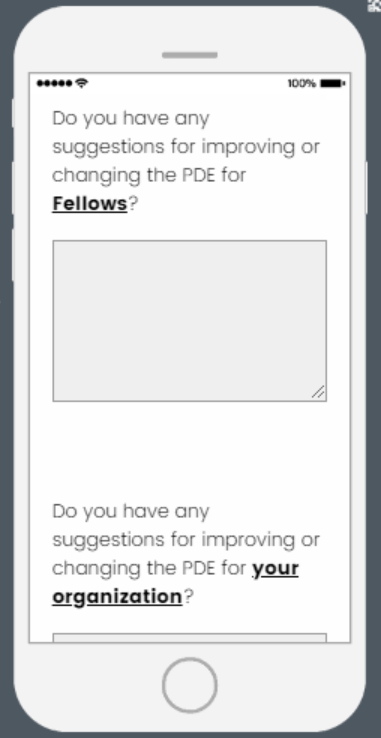 100%
Do you have any
suggestions for improving or
changing the PDE for
Fellows?
Do you have any
suggestions for improving or
changing the PDE for your
organization?